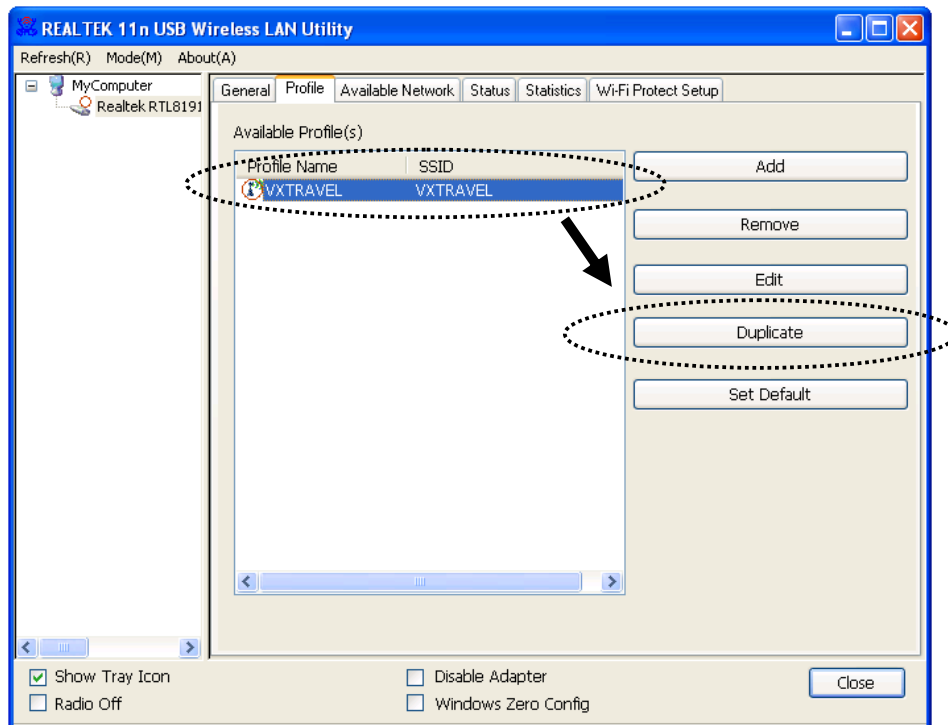 REALTEK 11n USB Wireless LAN Utility
Refresh(R) Mode(M) About(A)
MyComputer
Realtek RTL8191
General Profile Available Network Status Statistics Wi-Fi Protect Setup
Available Profile(s)
Profile Name SSID
VXTRAVEL VXTRAVEL
Add
Remove
Edit
Duplicate
Set Default
Show Tray Icon
Radio Off
Disable Adapter
Windows Zero Config
Close